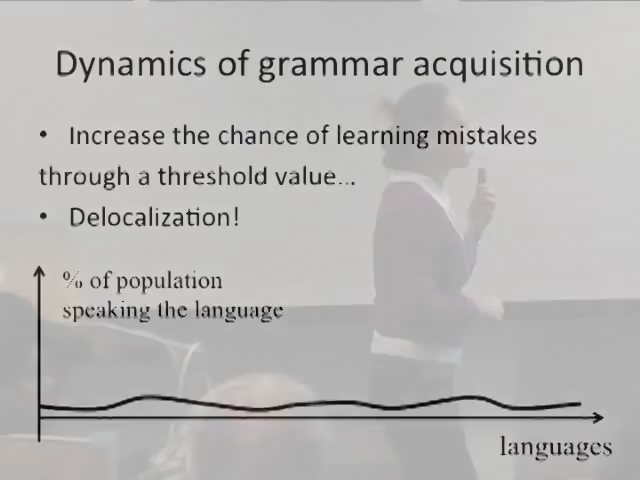 Dynamics of grammar acquisition
• Increase the chance of learning mistakes
through a threshold value...
• Delocalization!
% of population
speaking the language
languages